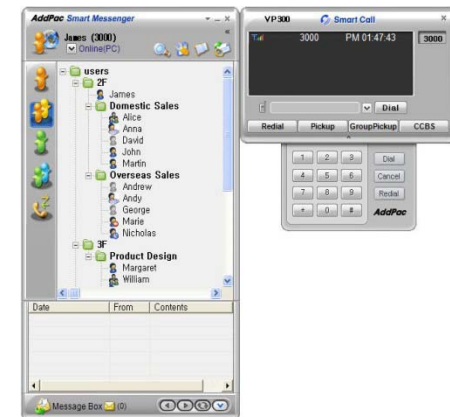 AddPac Smart Messenger
James (3000)
Online(PC)
users
2F
James
Domestic Sales
Alice
Anna
David
John
Martin
Overseas Sales
Andrew
Andy
George
Marie
Nicholas
3F
Product Design
Margaret
William
Date From Contents
Message Box (0)
VP300 Smart Call
3000 PM 01:47:43 3000
Dial
Redial Pickup GroupPickup CCBS
1 2 3 Dial
4 5 6 Cancel
7 8 9 Redial
* 0 # AddPac